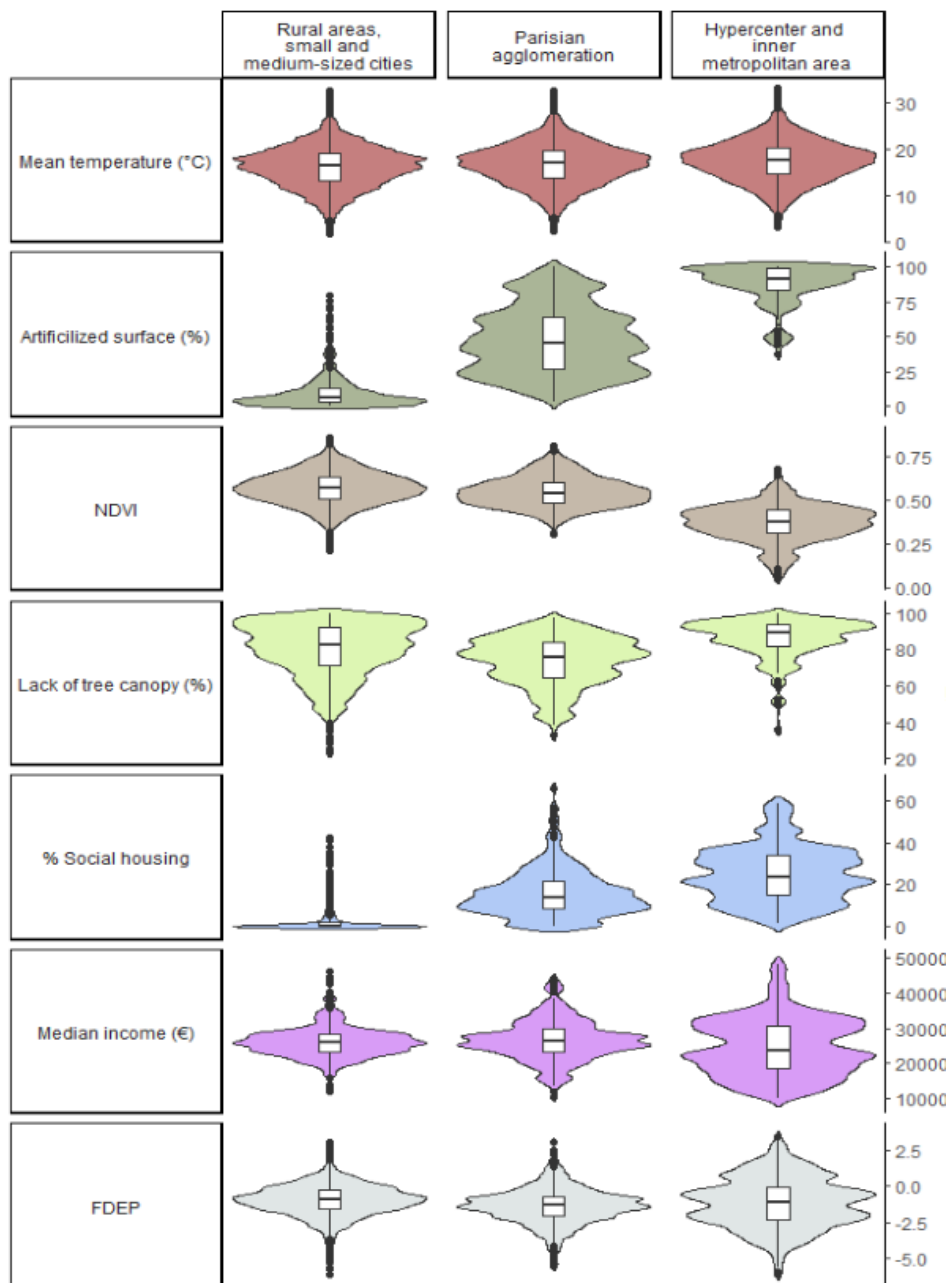 Rural areas,
small and
medium-sized cities
Parisian
agglomeration
Hypercenter and
inner
metropolitan area
Mean temperature (°C)
30
20
10
0
Artificilized surface (%)
100
75
50
25
0
NDVI
0.75
0.50
0.25
0.00
Lack of tree canopy (%)
100
80
60
40
20
% Social housing
60
40
20
0
Median income (€)
50000
40000
30000
20000
10000
FDEP
2.5
0.0
-2.5
-5.0